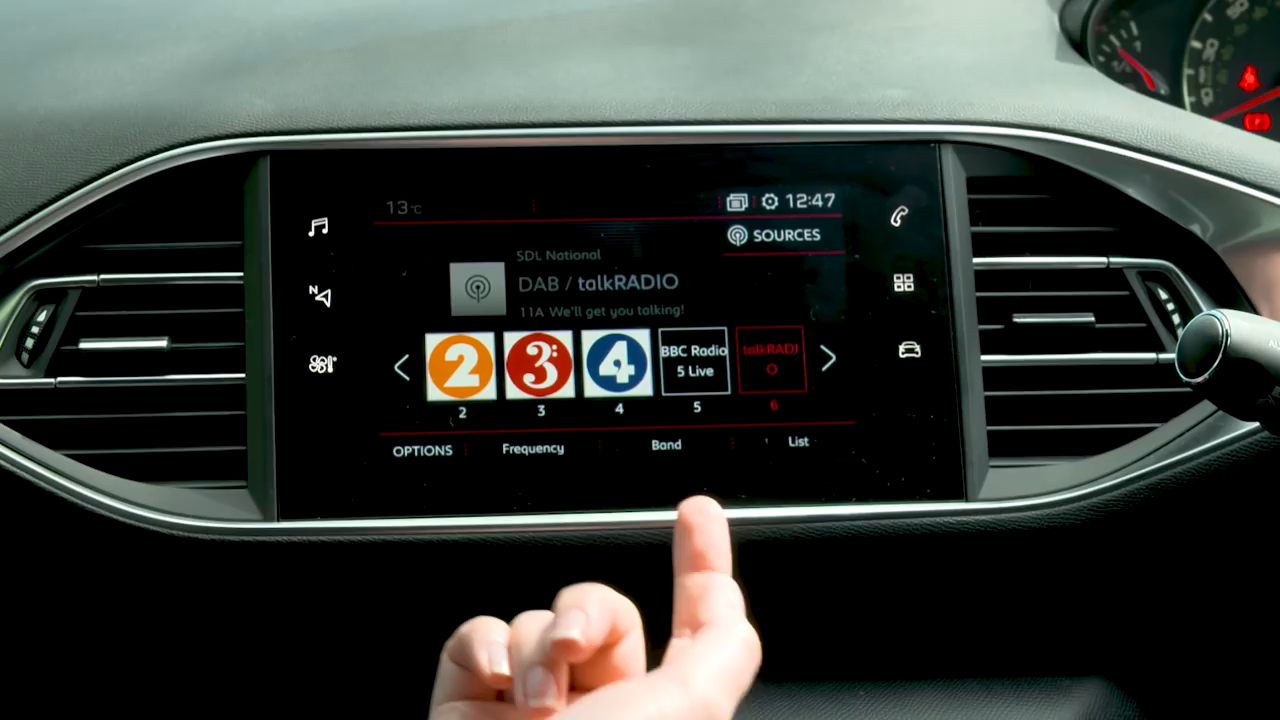 13°C
12:47
SOURCES
SDL National
DAB / talkRADIO
11A We'll get you talking!
2
3
4
BBC Radio
5 Live
talkRADI
O
2 3 4 5 6
OPTIONS Frequency Band List
N